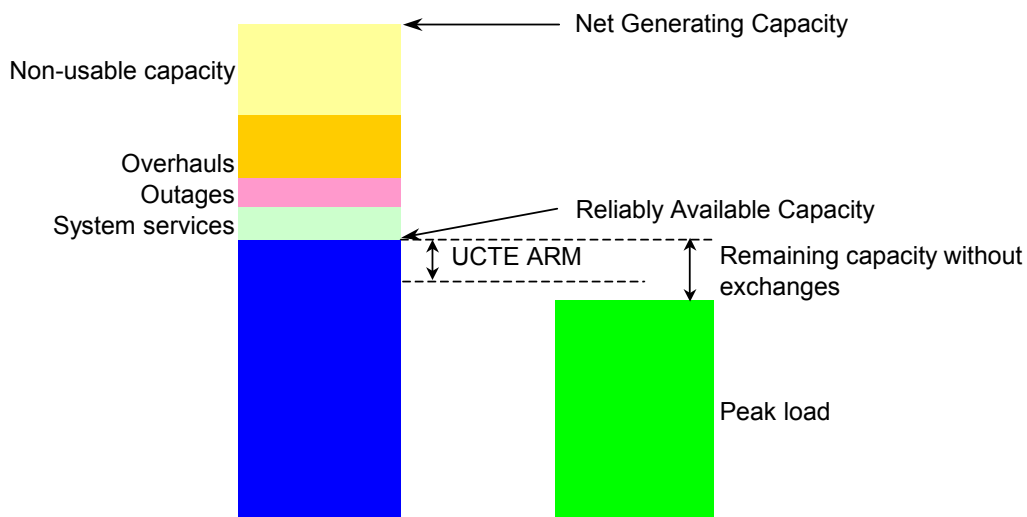 Net Generating Capacity
Non-usable capacity
Overhauls
Outages
System services
Reliably Available Capacity
UCTE ARM
Remaining capacity without
exchanges
Peak load